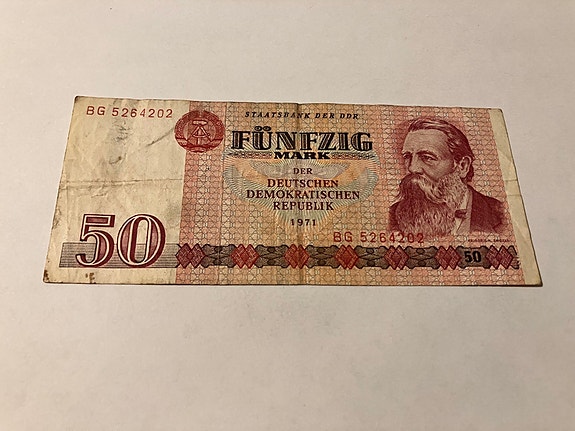 BG 5264202
STAATSBANK DER DDR
FÜNFZIG
MARK
DER
DEUTSCHEN
DEMOKRATISCHEN
REPUBLIK
1971
BG 5264202
50
50